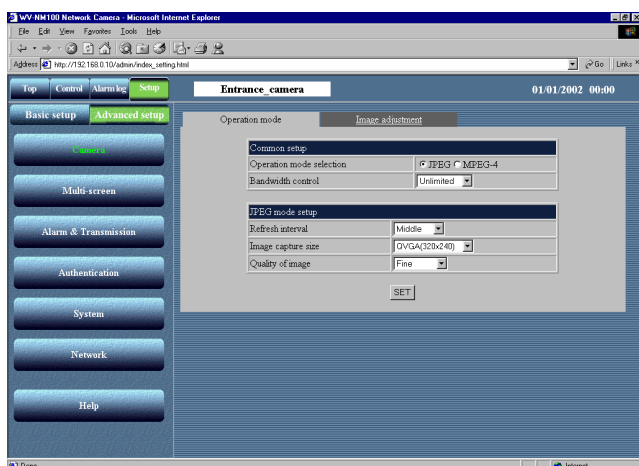 WV-NM100 Network Camera - Microsoft Internet Explorer
File Edit View Favorites Tools Help
Address http://192.168.0.10/admin/index_setting.html Go Links
Top Control Alarm log Setup
Entrance_camera 01/01/2002 00:00
Basic setup Advanced setup
Operation mode Image adjustment
Camera
Multi-screen
Alarm & Transmission
Authentication
System
Network
Help
Common setup
Operation mode selection JPEG MPEG-4
Bandwidth control Unlimited
JPEG mode setup
Refresh interval Middle
Image capture size QVGA(320x240)
Quality of image Fine
SET
Done Internet